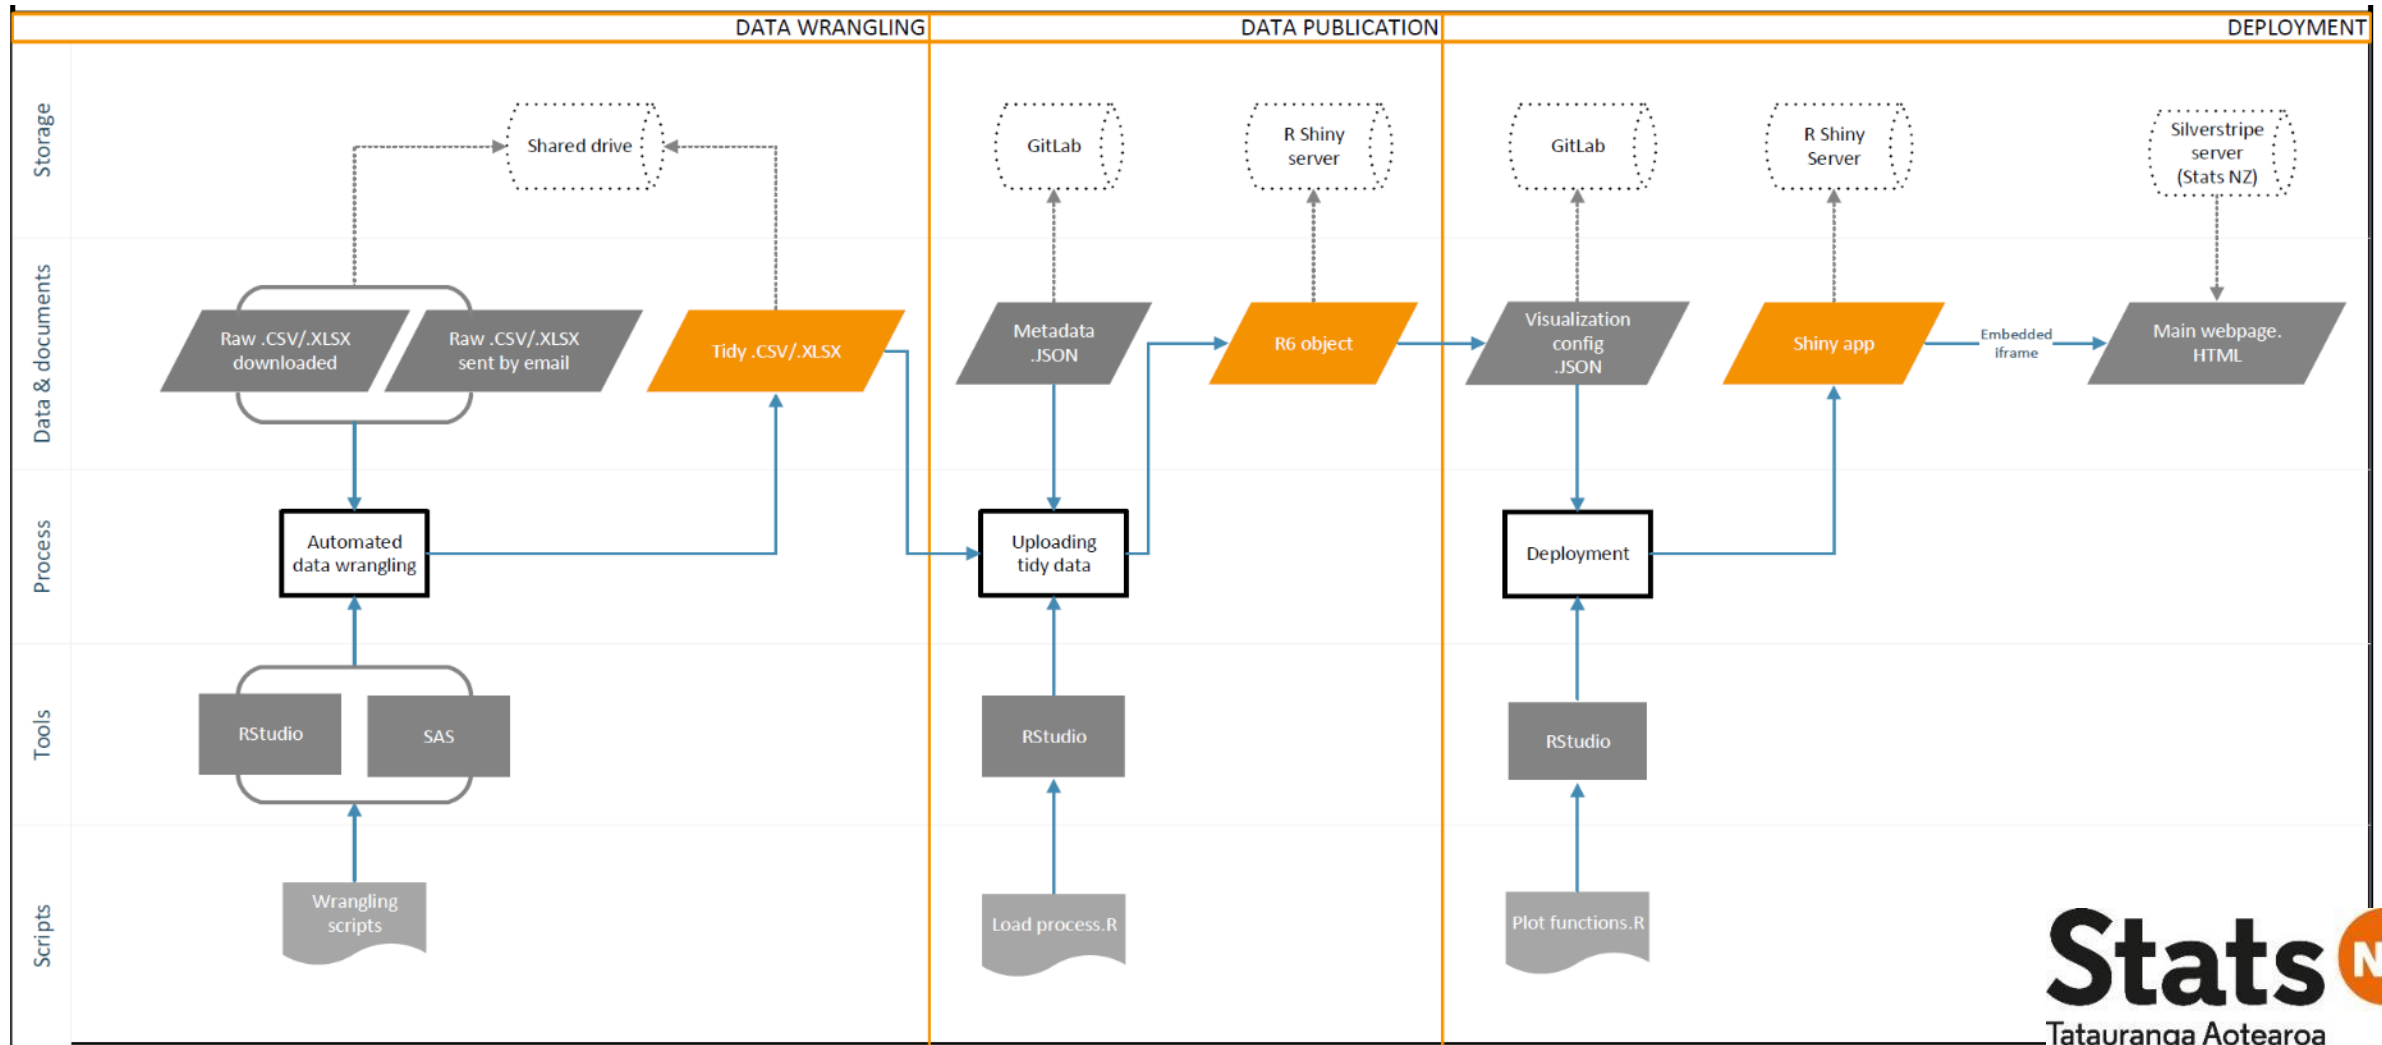 DATA WRANGLING
DATA PUBLICATION
DEPLOYMENT
Storage
Shared drive
GitLab
R Shiny
server
GitLab
R Shiny
Server
Silverstripe
server
(Stats NZ)
Data & documents
Raw .CSV/.XLSX
downloaded
Raw .CSV/.XLSX
sent by email
Tidy .CSV/.XLSX
Metadata
.JSON
R6 object
Visualization
config
.JSON
Shiny app
Embedded
iframe
Main webpage.
HTML
Process
Automated
data wrangling
Uploading
tidy data
Deployment
Tools
RStudio
SAS
RStudio
RStudio
Scripts
Wrangling
scripts
Load process.R
Plot functions.R
Stats N
Tatauranga Aotearoa